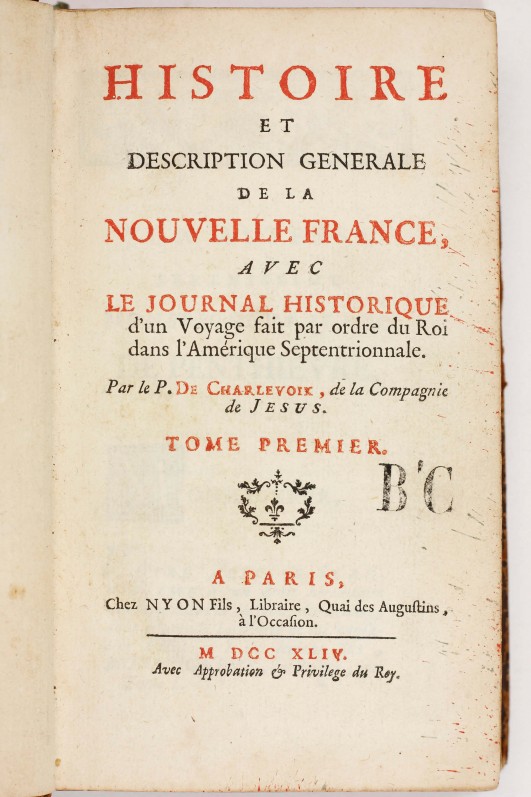 HISTOIRE
ET
DESCRIPTION GENERALE
DE LA
NOUVELLE FRANCE,
AVEC
LE JOURNAL HISTORIQUE
d'un Voyage fait par ordre du Roi
dans l'Amérique Septentrionnale.
Par le P. DE CHARLEVOIX, de la Compagnie
de JESUS.
TOME PREMIER.
B'C
A PARIS,
Chez NYON Fils, Libraire, Quai des Augustins,
à l'Occasion.
M DCC XLIV.
Avec Approbation & Privilege du Roy.